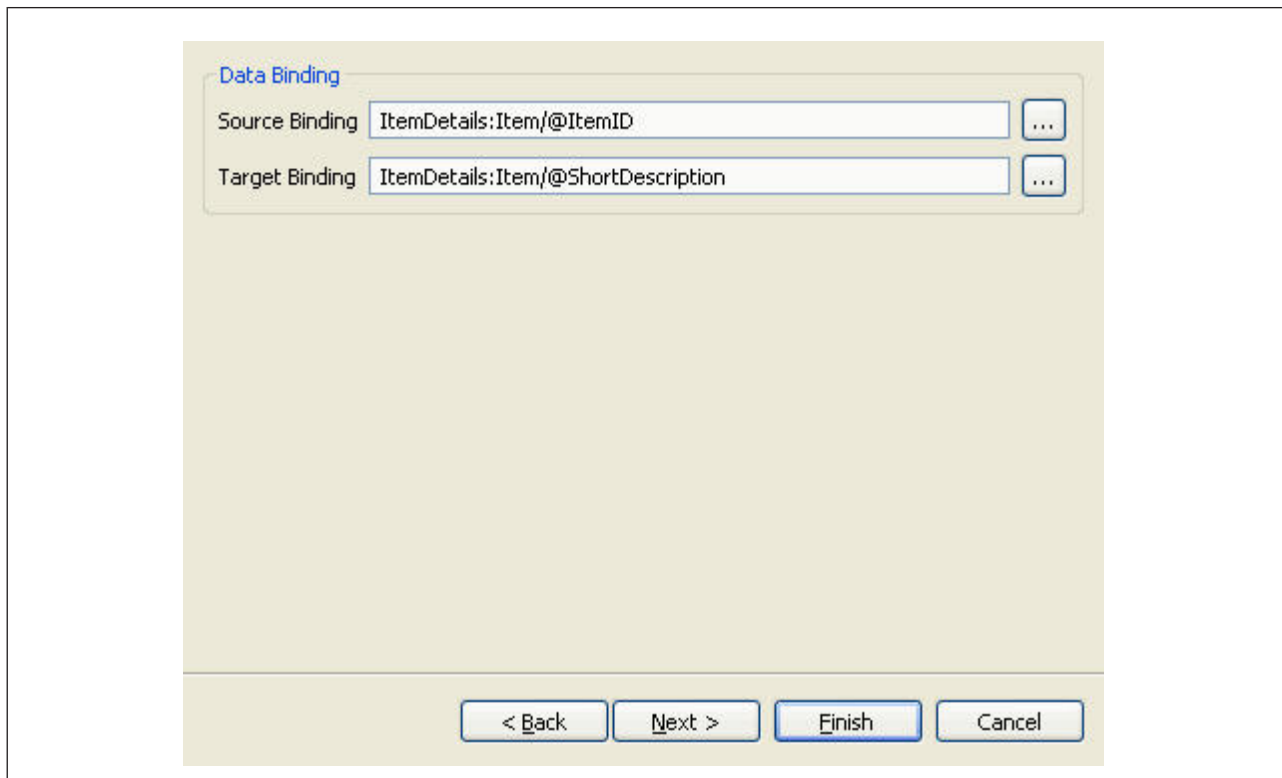 Data Binding
Source Binding ItemDetails:Item/@ItemID ...
Target Binding ItemDetails:Item/@ShortDescription ...
< Back Next > Finish Cancel